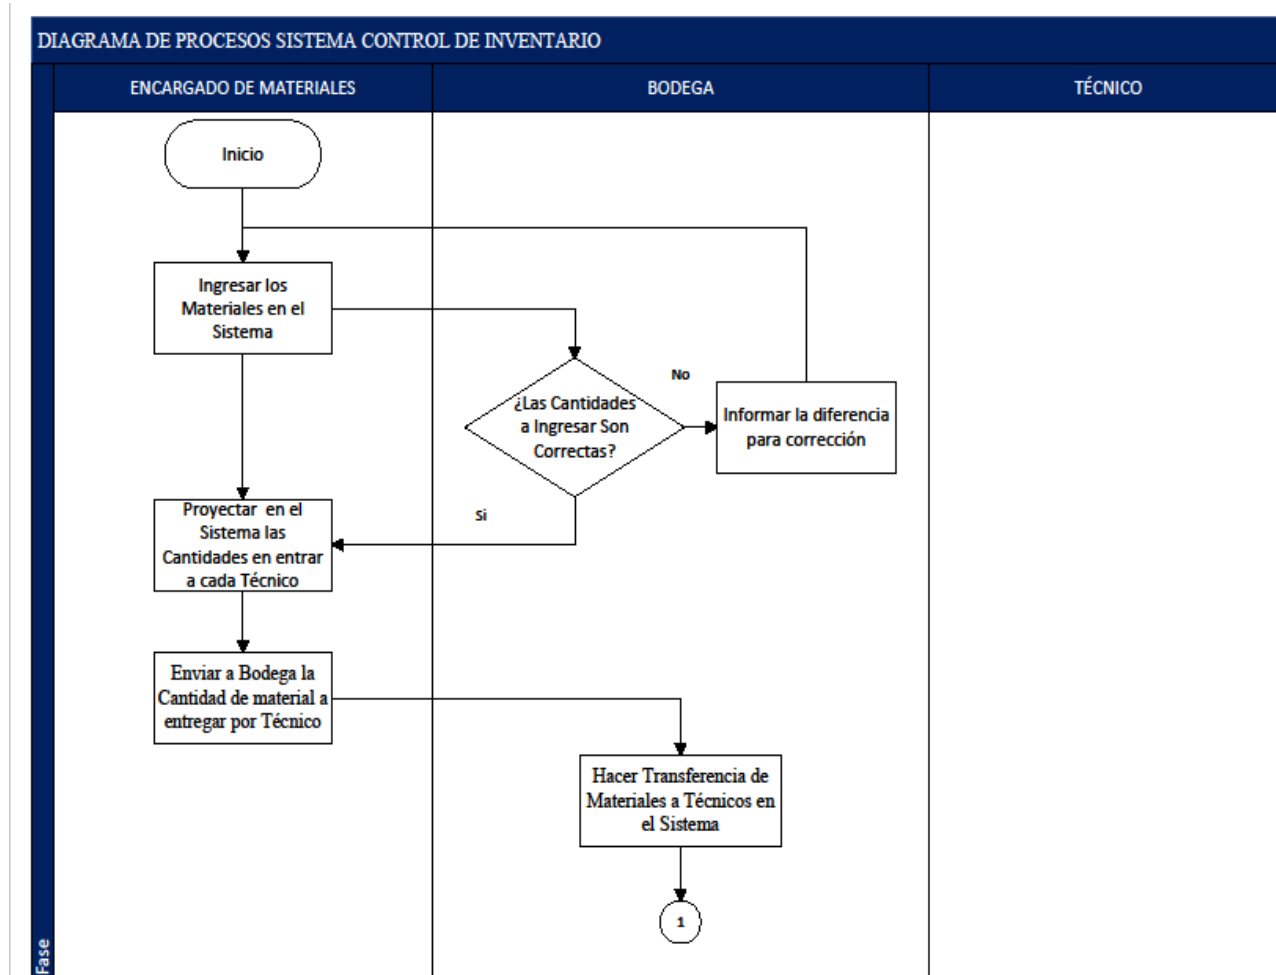 DIAGRAMA DE PROCESOS SISTEMA CONTROL DE INVENTARIO
ENCARGADO DE MATERIALES
BODEGA
TÉCNICO
Inicio
Ingresar los
Materiales en el
Sistema
¿Las Cantidades
a Ingresar Son
Correctas?
No
Informar la diferencia
para corrección
Si
Proyectar en el
Sistema las
Cantidades en entrar
a cada Técnico
Enviar a Bodega la
Cantidad de material a
entregar por Técnico
Hacer Transferencia de
Materiales a Técnicos en
el Sistema
1
Fase